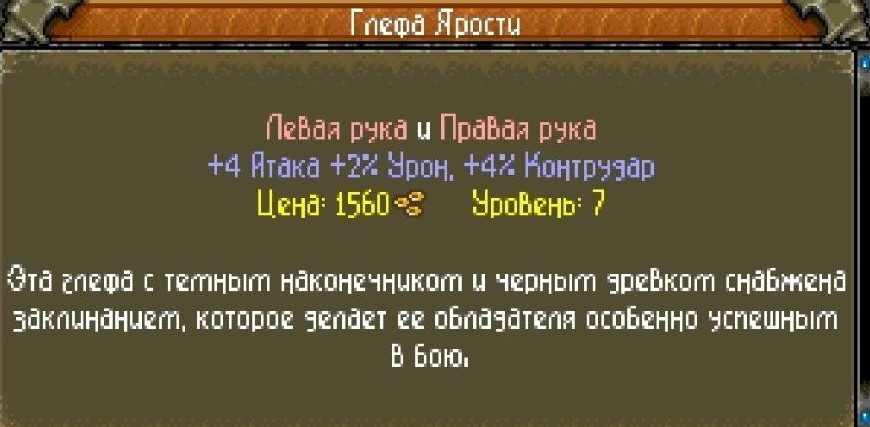 Глефа Ярости
Левая рука и Правая рука
+4 Атака +2% Урон, +4% Контрудар
Цена: 1560 Уровень: 7
Эта глефа с темным наконечником и черным древком снабжена
заклинанием, которое делает ее обладателя особенно успешным
в бою.